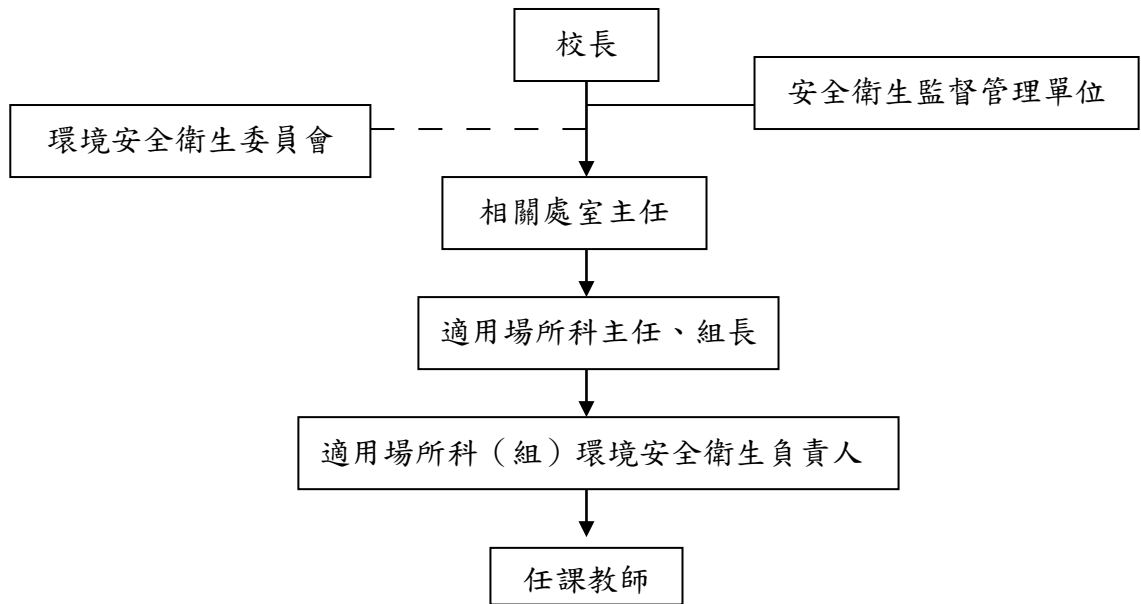 校長
安全衛生監督管理單位
環境安全衛生委員會
相關處室主任
適用場所科主任、組長
適用場所科（組）環境安全衛生負責人
任課教師